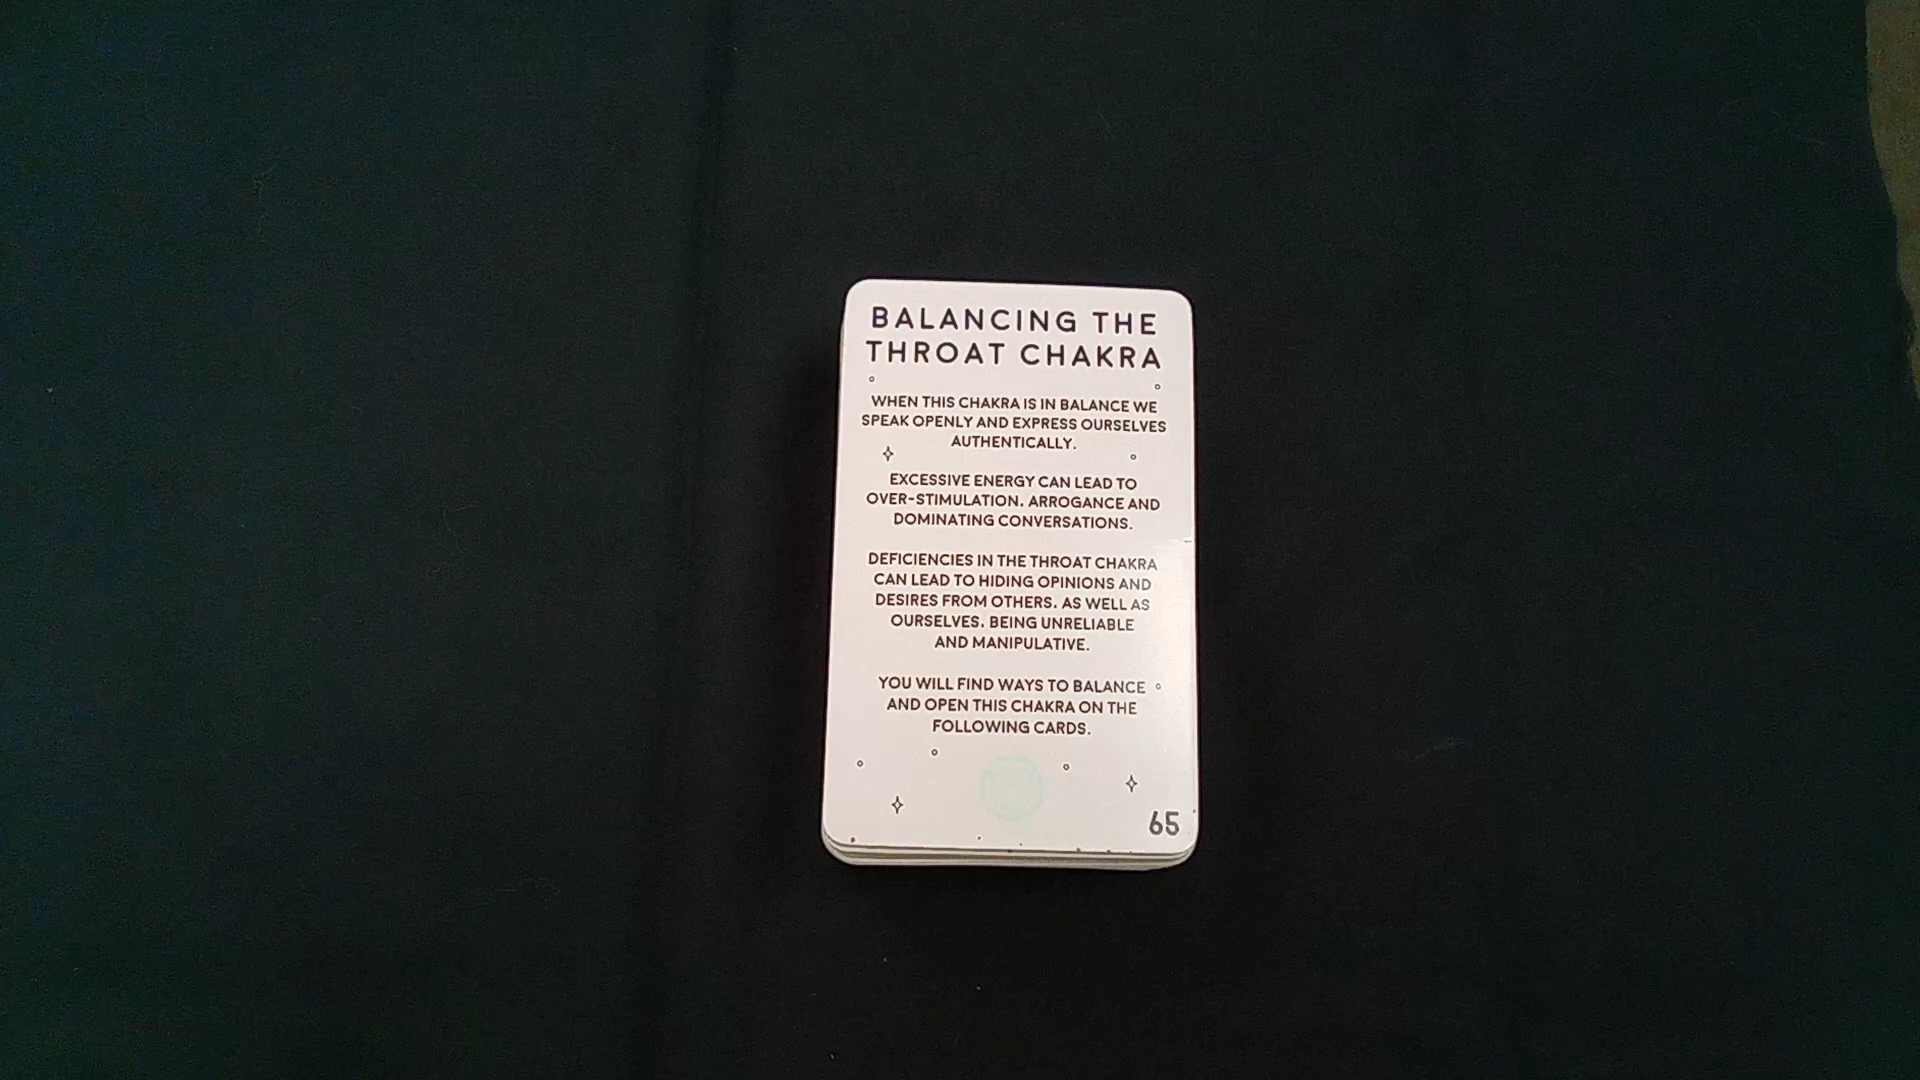 BALANCING THE
THROAT CHAKRA
WHEN THIS CHAKRA IS IN BALANCE WE
SPEAK OPENLY AND EXPRESS OURSELVES
AUTHENTICALLY.
EXCESSIVE ENERGY CAN LEAD TO
OVER-STIMULATION. ARROGANCE AND
DOMINATING CONVERSATIONS.
DEFICIENCIES IN THE THROAT CHAKRA
CAN LEAD TO HIDING OPINIONS AND
DESIRES FROM OTHERS. AS WELL AS
OURSELVES. BEING UNRELIABLE
AND MANIPULATIVE.
YOU WILL FIND WAYS TO BALANCE
AND OPEN THIS CHAKRA ON THE
FOLLOWING CARDS.
65